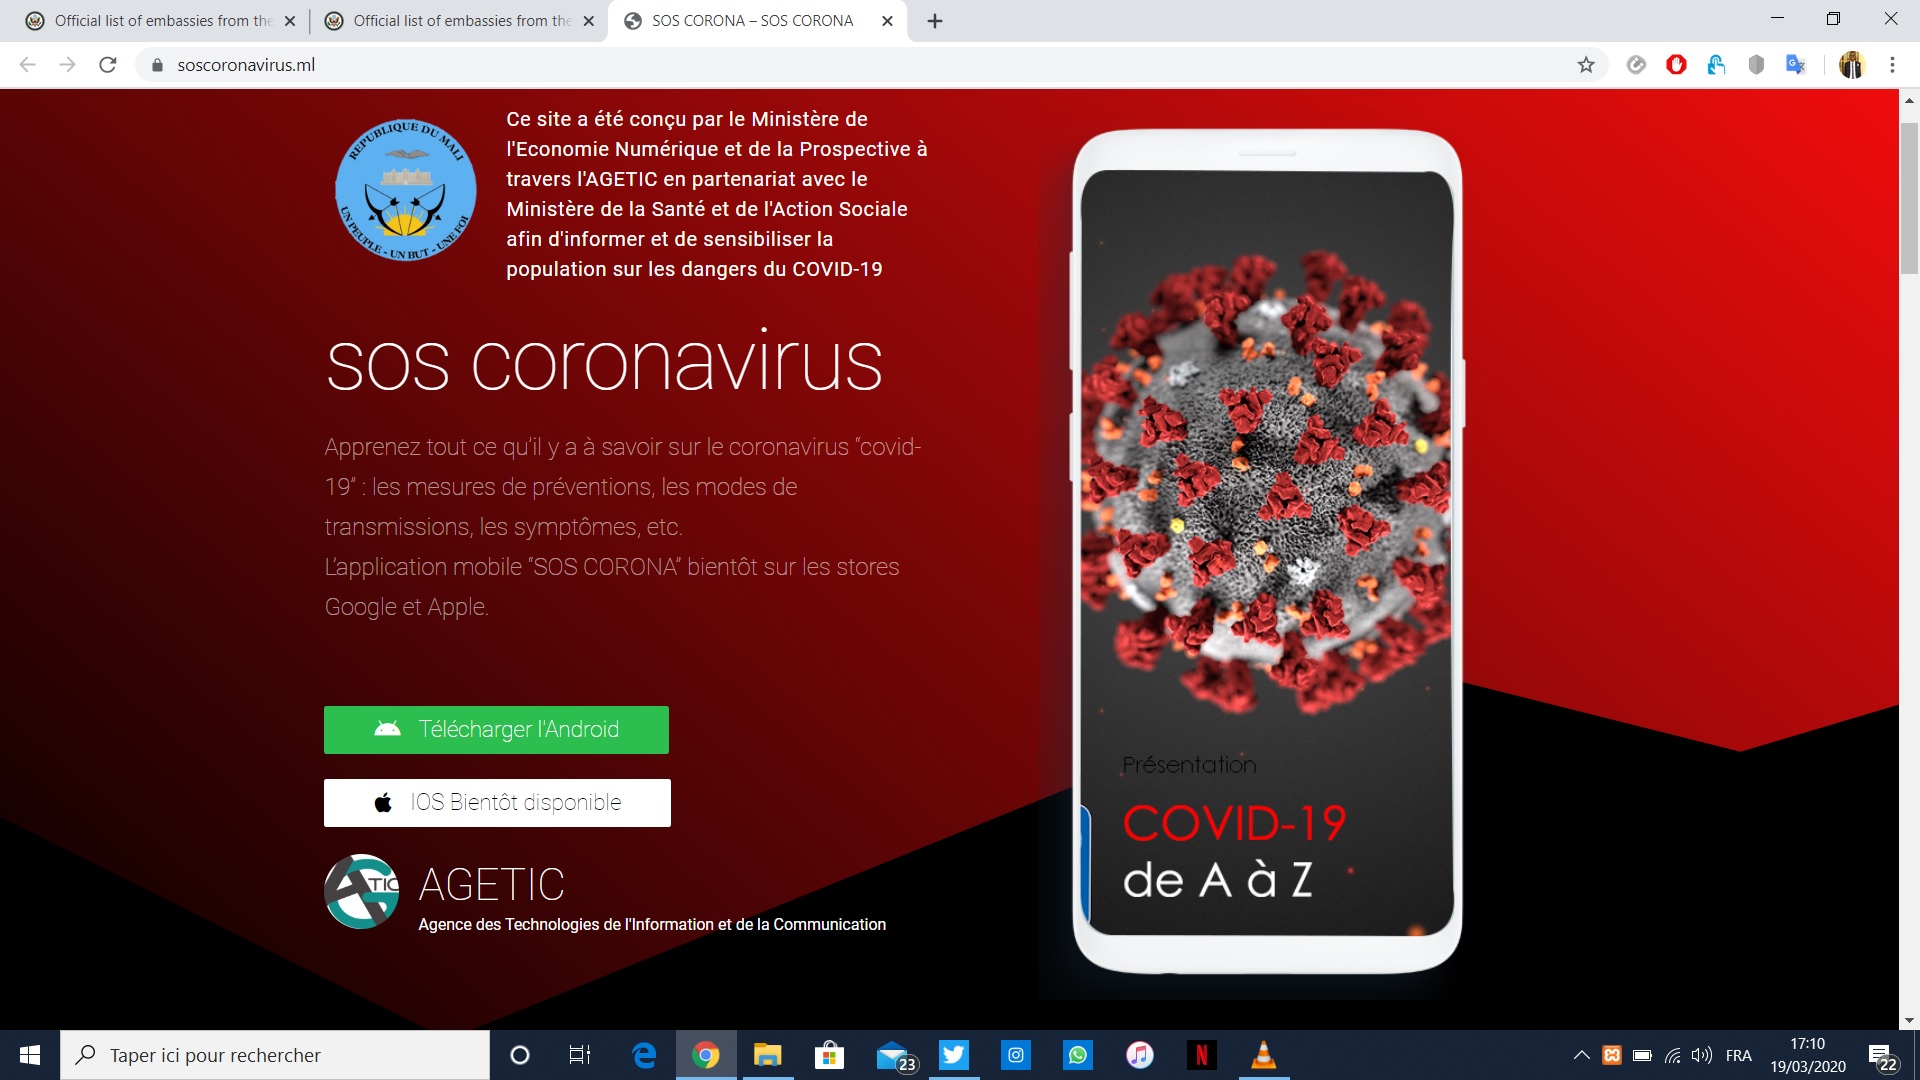 Official list of embassies from the
Official list of embassies from the
SOS CORONA – SOS CORONA
soscoronavirus.ml
REPUBLIQUE DU MALI
UN PEUPLE - UN BUT - UNE FOI
Ce site a été conçu par le Ministère de
l'Economie Numérique et de la Prospective à
travers l'AGETIC en partenariat avec le
Ministère de la Santé et de l'Action Sociale
afin d'informer et de sensibiliser la
population sur les dangers du COVID-19
sos coronavirus
Apprenez tout ce qu’il y a à savoir sur le coronavirus “covid-
19” : les mesures de préventions, les modes de
transmissions, les symptômes, etc.
L’application mobile “SOS CORONA” bientôt sur les stores
Google et Apple.
Télécharger l'Android
IOS Bientôt disponible
TIC
AGETIC
Agence des Technologies de l'Information et de la Communication
Présentation
COVID-19
de A à Z
Taper ici pour rechercher
23
N
FRA
17:10
19/03/2020
22